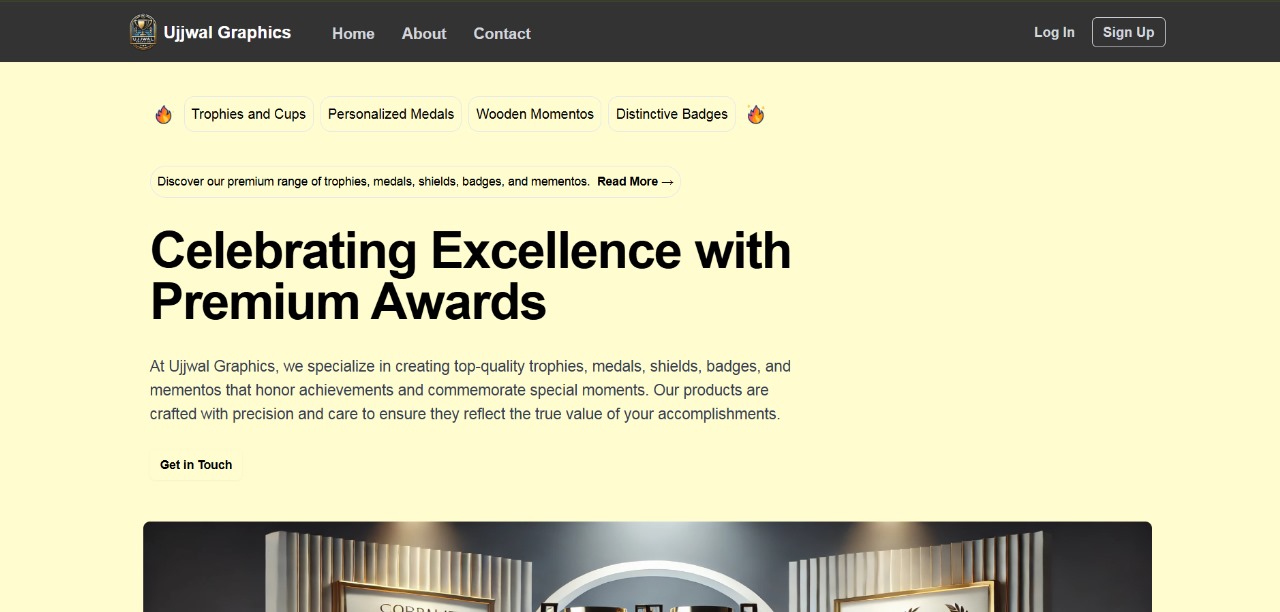 Ujjwal Graphics Home About Contact Log In Sign Up
Trophies and Cups Personalized Medals Wooden Momentos Distinctive Badges
Discover our premium range of trophies, medals, shields, badges, and mementos. Read More →
Celebrating Excellence with
Premium Awards
At Ujjwal Graphics, we specialize in creating top-quality trophies, medals, shields, badges, and
mementos that honor achievements and commemorate special moments. Our products are
crafted with precision and care to ensure they reflect the true value of your accomplishments.
Get in Touch